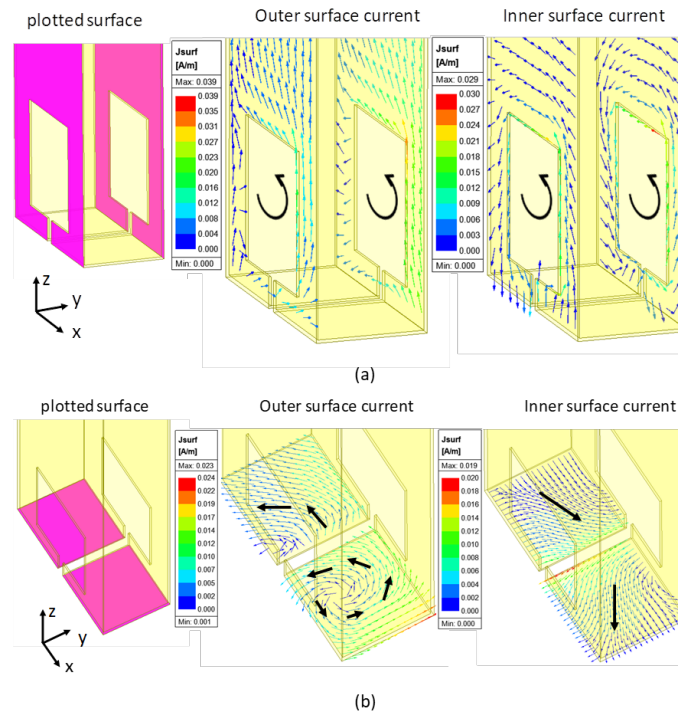 plotted surface
Outer surface current
Inner surface current
Jsurf
[A/m]
Max: 0.039
0.039
0.035
0.031
0.027
0.023
0.020
0.016
0.012
0.008
0.004
0.000
Min: 0.000
Jsurf
[A/m]
Max: 0.029
0.030
0.027
0.024
0.021
0.018
0.015
0.012
0.009
0.006
0.003
0.000
Min: 0.000
z
y
x
(a)
plotted surface
Outer surface current
Inner surface current
Jsurf
[A/m]
Max: 0.023
0.024
0.022
0.019
0.017
0.014
0.012
0.010
0.007
0.005
0.002
0.000
Min: 0.001
Jsurf
[A/m]
Max: 0.019
0.020
0.018
0.016
0.014
0.012
0.010
0.008
0.006
0.004
0.002
0.000
Min: 0.000
z
y
x
(b)